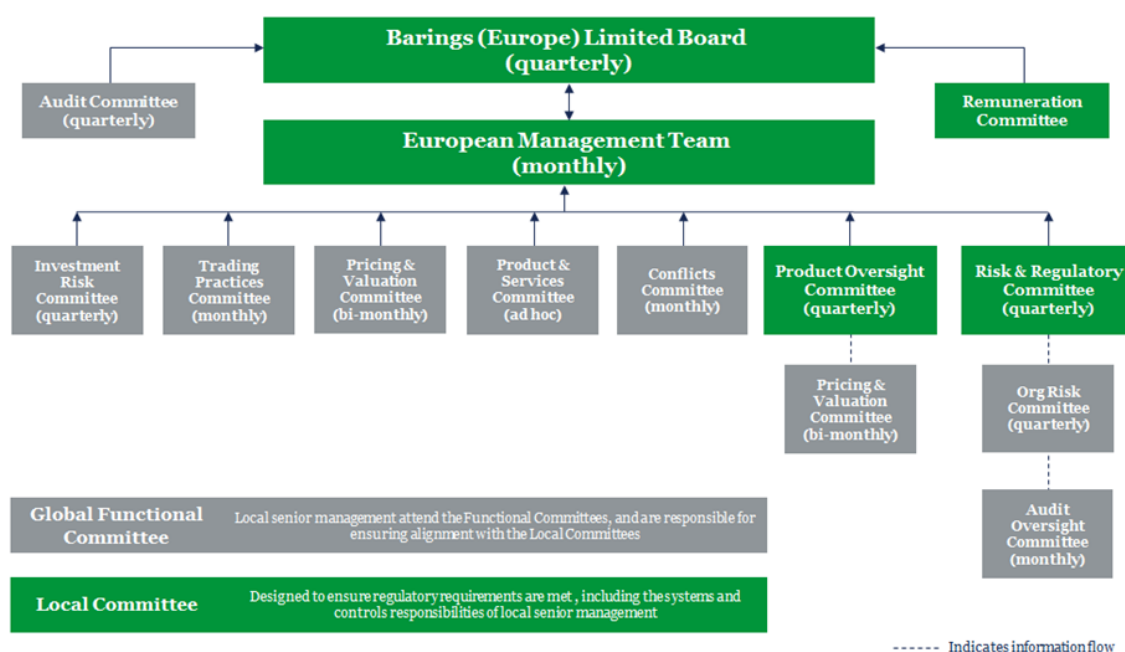 Barings (Europe) Limited Board
(quarterly)
Audit Committee
(quarterly)
Remuneration
Committee
European Management Team
(monthly)
Investment
Risk
Committee
(quarterly)
Trading
Practices
Committee
(monthly)
Pricing &
Valuation
Committee
(bi-monthly)
Product &
Services
Committee
(ad hoc)
Conflicts
Committee
(monthly)
Product Oversight
Committee
(quarterly)
Risk & Regulatory
Committee
(quarterly)
Pricing &
Valuation
Committee
(bi-monthly)
Org Risk
Committee
(quarterly)
Audit
Oversight
Committee
(monthly)
Global Functional
Committee
Local senior management attend the Functional Committees, and are responsible for
ensuring alignment with the Local Committees
Local Committee
Designed to ensure regulatory requirements are met , including the systems and
controls responsibilities of local senior management
Indicates information flow